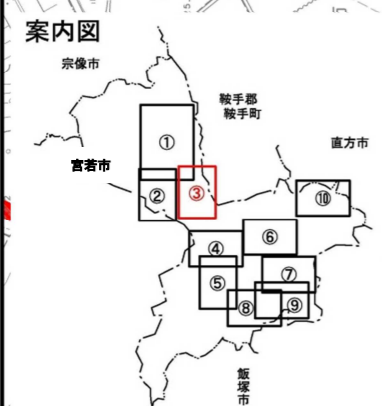 案内図
宗像市
鞍手郡
鞍手町
直方市
宮若市
①
②
③
④
⑤
⑥
⑦
⑧
⑨
⑩
飯塚市